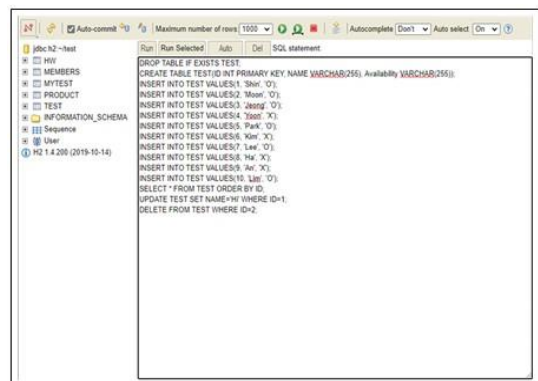 Auto-commit Maximum number of rows: 1000 Autocomplete Don't Auto select On
jdbc:h2:~/test
HW
MEMBERS
MYTEST
PRODUCT
TEST
INFORMATION_SCHEMA
Sequence
User
H2 1.4.200 (2019-10-14)
Run Run Selected Auto Del SQL statement:
DROP TABLE IF EXISTS TEST;
CREATE TABLE TEST(ID INT PRIMARY KEY, NAME VARCHAR(255), Availability VARCHAR(255));
INSERT INTO TEST VALUES(1, 'Shin', 'O');
INSERT INTO TEST VALUES(2, 'Moon', 'O');
INSERT INTO TEST VALUES(3, 'Jeong', 'O');
INSERT INTO TEST VALUES(4, 'Yoon', 'X');
INSERT INTO TEST VALUES(5, 'Park', 'O');
INSERT INTO TEST VALUES(6, 'Kim', 'X');
INSERT INTO TEST VALUES(7, 'Lee', 'O');
INSERT INTO TEST VALUES(8, 'Ha', 'X');
INSERT INTO TEST VALUES(9, 'An', 'X');
INSERT INTO TEST VALUES(10, 'Lim', 'O');
SELECT * FROM TEST ORDER BY ID;
UPDATE TEST SET NAME='Hi' WHERE ID=1;
DELETE FROM TEST WHERE ID=2;